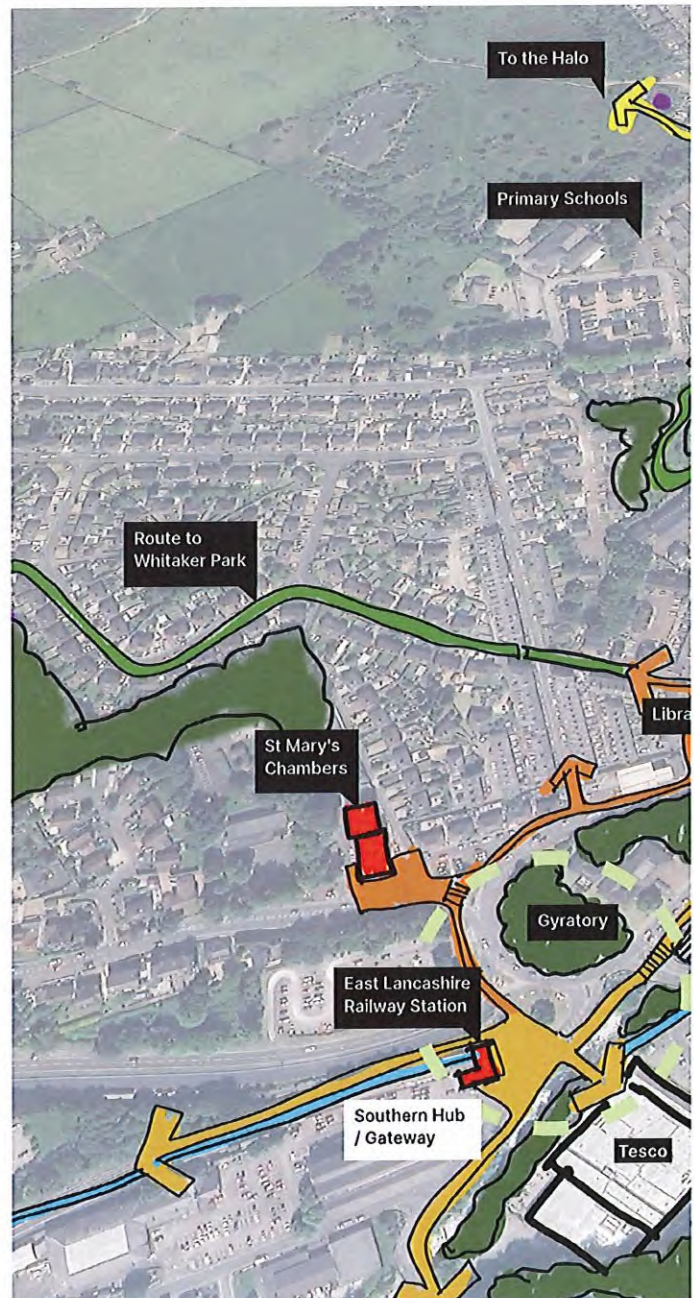 To the Halo
Primary Schools
Route to
Whitaker Park
Libra
St Mary's
Chambers
Gyratory
East Lancashire
Railway Station
Southern Hub
/ Gateway
Tesco